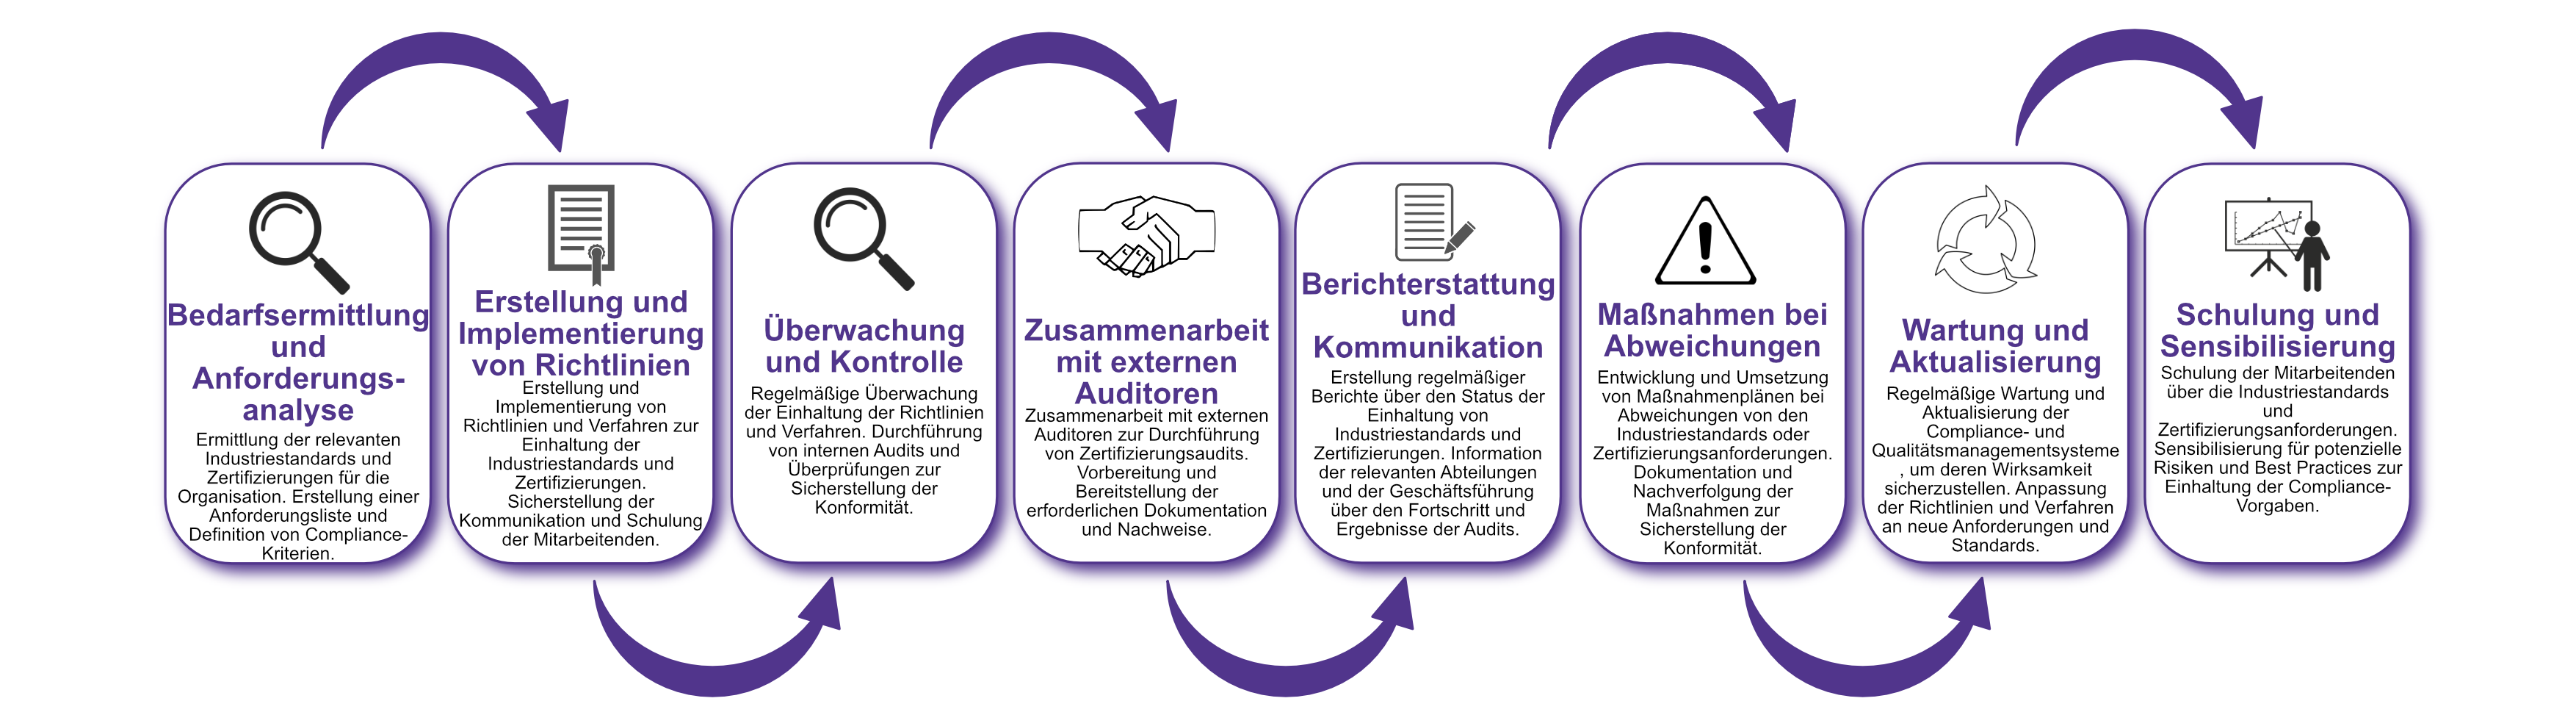 Bedarfsermittlung
und
Anforderungs-
analyse
Ermittlung der relevanten
Industriestandards und
Zertifizierungen für die
Organisation. Erstellung einer
Anforderungsliste und
Definition von Compliance-
Kriterien.
Erstellung und
Implementierung
von Richtlinien
Erstellung und
Implementierung von
Richtlinien und Verfahren zur
Einhaltung der
Industriestandards und
Zertifizierungen.
Sicherstellung der
Kommunikation und Schulung
der Mitarbeitenden.
Überwachung
und Kontrolle
Regelmäßige Überwachung
der Einhaltung der Richtlinien
und Verfahren. Durchführung
von internen Audits und
Überprüfungen zur
Sicherstellung der
Konformität.
Zusammenarbeit
mit externen
Auditoren
Zusammenarbeit mit externen
Auditoren zur Durchführung
von Zertifizierungsaudits.
Vorbereitung und
Bereitstellung der
erforderlichen Dokumentation
und Nachweise.
Berichterstattung
und
Kommunikation
Erstellung regelmäßiger
Berichte über den Status der
Einhaltung von
Industriestandards und
Zertifizierungen. Information
der relevanten Abteilungen
und der Geschäftsführung
über den Fortschritt und
Ergebnisse der Audits.
Maßnahmen bei
Abweichungen
Entwicklung und Umsetzung
von Maßnahmenplänen bei
Abweichungen von den
Industriestandards oder
Zertifizierungsanforderungen.
Dokumentation und
Nachverfolgung der
Maßnahmen zur
Sicherstellung der
Konformität.
Wartung und
Aktualisierung
Regelmäßige Wartung und
Aktualisierung der
Compliance- und
Qualitätsmanagementsysteme
, um deren Wirksamkeit
sicherzustellen. Anpassung
der Richtlinien und Verfahren
an neue Anforderungen und
Standards.
Schulung und
Sensibilisierung
Schulung der Mitarbeitenden
über die Industriestandards
und
Zertifizierungsanforderungen.
Sensibilisierung für potenzielle
Risiken und Best Practices zur
Einhaltung der Compliance-
Vorgaben.